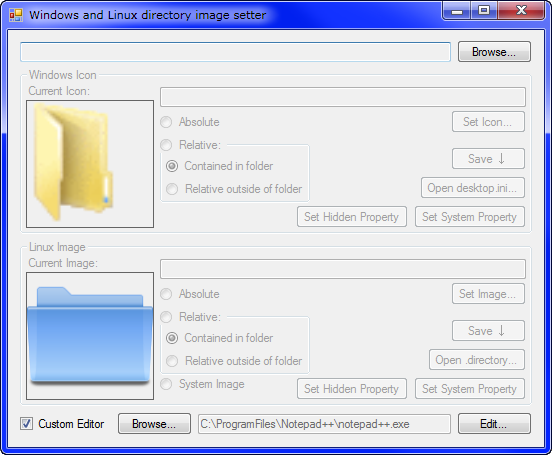 Windows and Linux directory image setter
Browse...
Windows Icon
Current Icon:
Absolute
Set Icon...
Relative:
Contained in folder
Save ↓
Relative outside of folder
Open desktop.ini...
Set Hidden Property
Set System Property
Linux Image
Current Image:
Absolute
Set Image...
Relative:
Contained in folder
Save ↓
Relative outside of folder
Open .directory...
System Image
Set Hidden Property
Set System Property
Custom Editor
Browse...
C:\ProgramFiles\Notepad++\notepad++.exe
Edit...